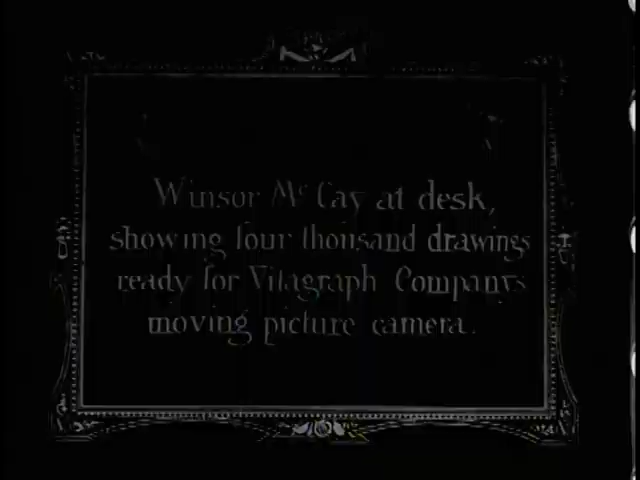 Winsor McCay at desk,
showing four thousand drawings
ready for Vitagraph Company's
moving picture camera.